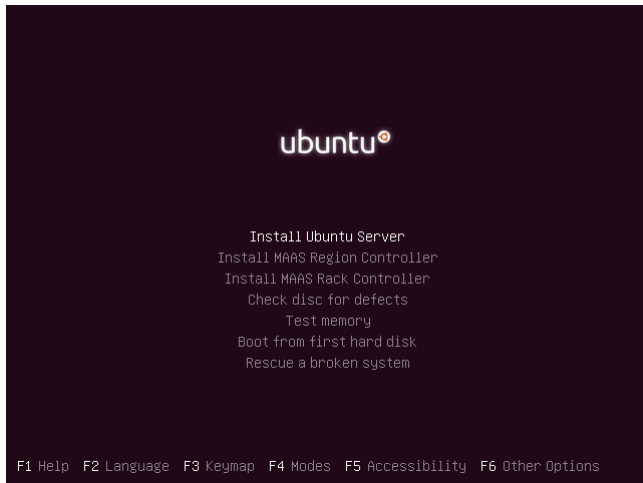 ubuntu
Install Ubuntu Server
Install MAAS Region Controller
Install MAAS Rack Controller
Check disc for defects
Test memory
Boot from first hard disk
Rescue a broken system
F1 Help F2 Language F3 Keymap F4 Modes F5 Accessibility F6 Other Options